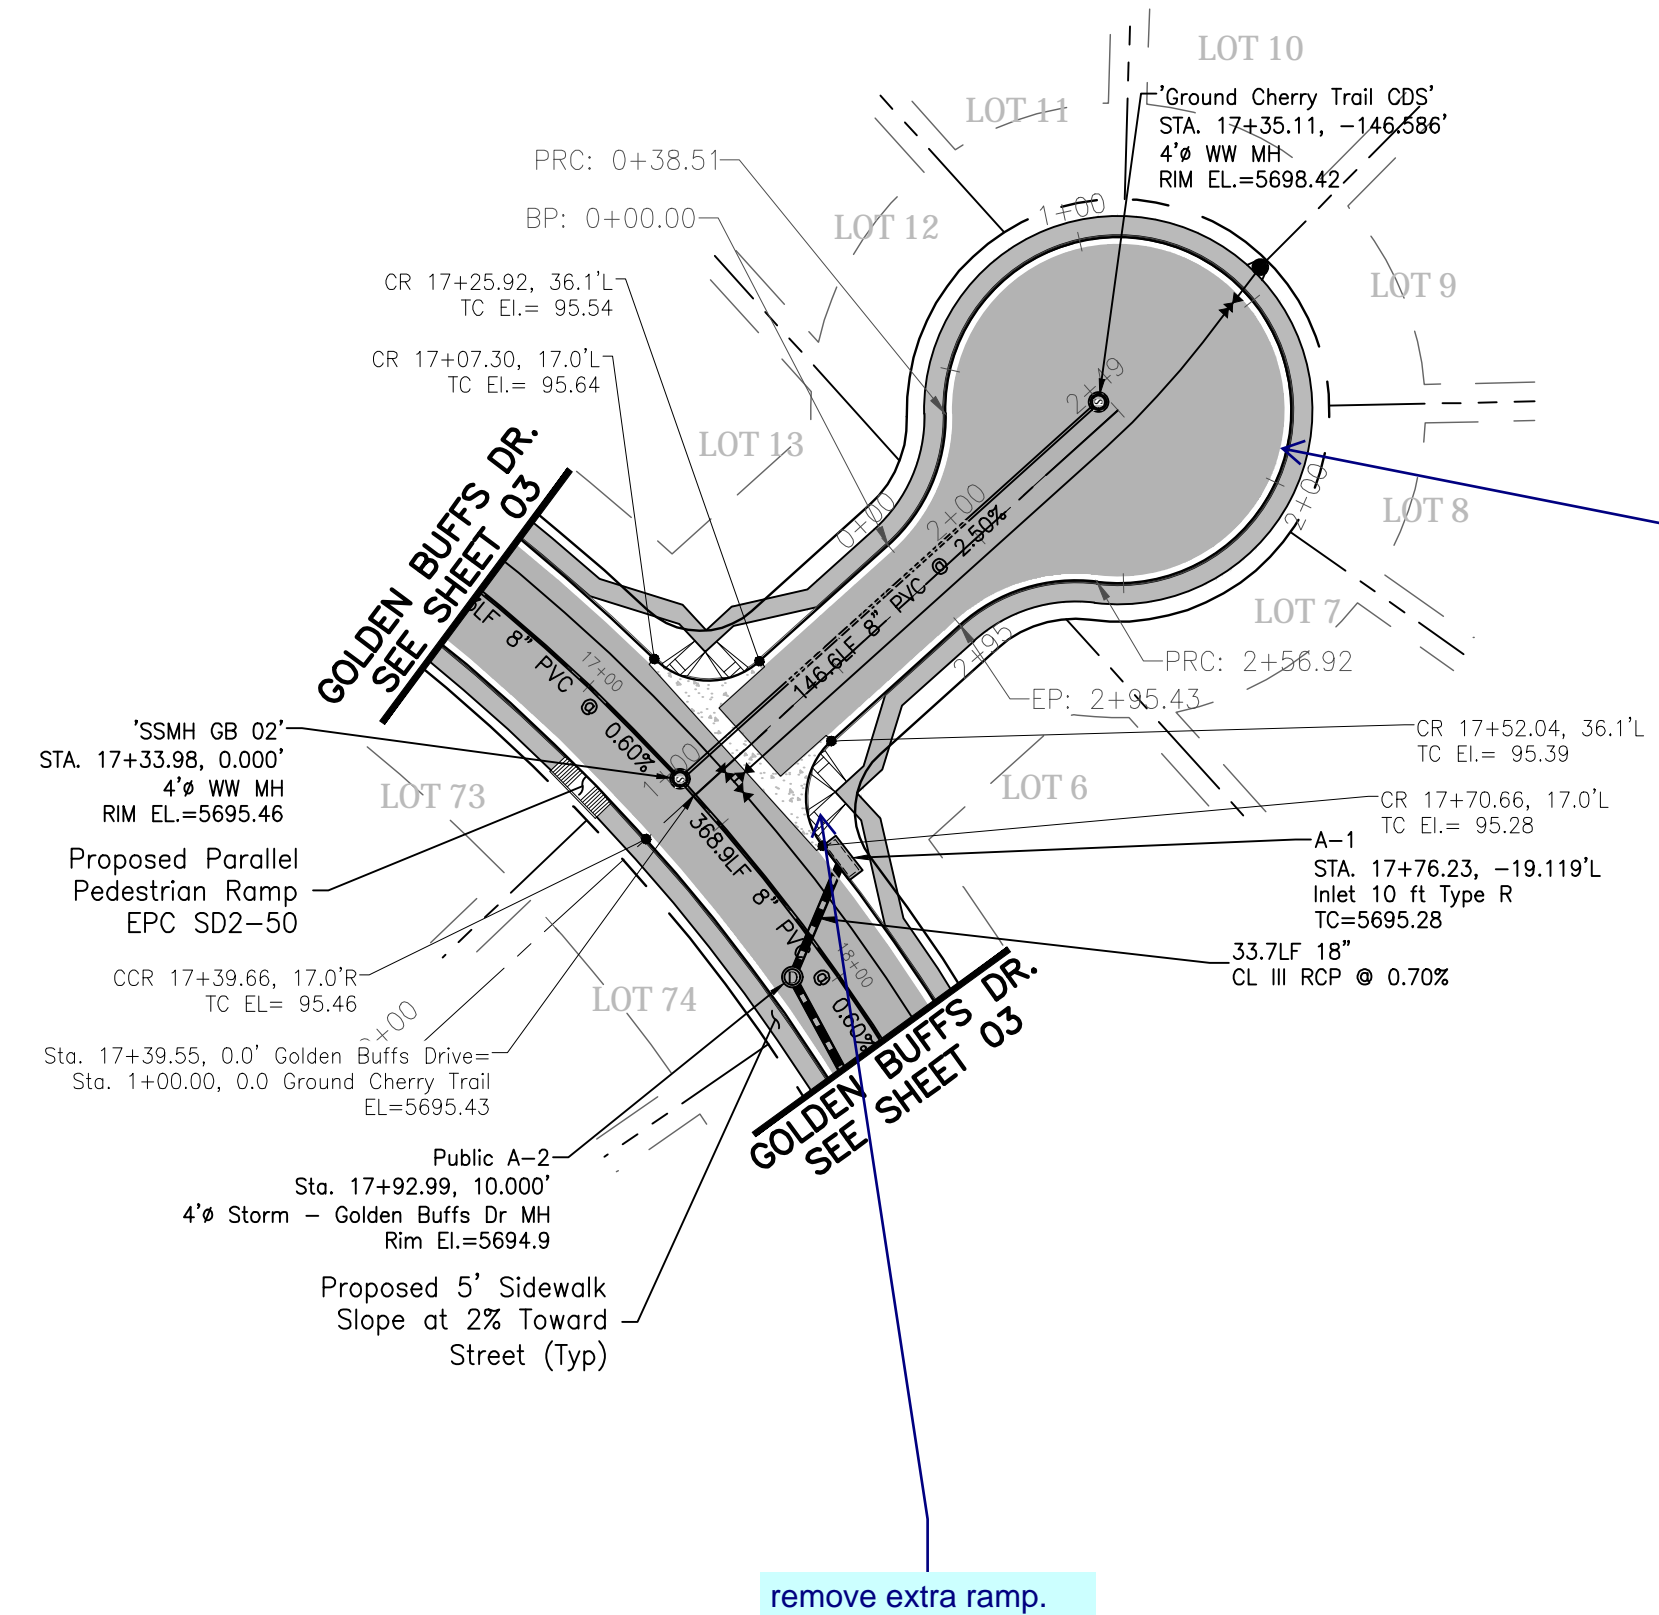 LOT 10
LOT 11
'Ground Cherry Trail CDS'
STA. 17+35.11, -146.586'
4'ø WW MH
RIM EL.=5698.42
PRC: 0+38.51
BP: 0+00.00
LOT 12
1+00
CR 17+25.92, 36.1'L
TC El.= 95.54
LOT 9
CR 17+07.30, 17.0'L
TC El.= 95.64
2+49
LOT 13
GOLDEN BUFFS DR.
SEE SHEET 03
0+00
2+00
2+00
LOT 8
146.6LF 8" PVC @ 2.50%
LF 8" PVC @ 0.60%
17+00
LOT 7
2+95
PRC: 2+56.92
EP: 2+95.43
'SSMH GB 02'
STA. 17+33.98, 0.000'
4'ø WW MH
RIM EL.=5695.46
1+00
CR 17+52.04, 36.1'L
TC El.= 95.39
LOT 73
LOT 6
CR 17+70.66, 17.0'L
TC El.= 95.28
368.9LF 8" PVC @ 0.60%
18+00
Proposed Parallel
Pedestrian Ramp
EPC SD2-50
A-1
STA. 17+76.23, -19.119'L
Inlet 10 ft Type R
TC=5695.28
33.7LF 18"
CL III RCP @ 0.70%
CCR 17+39.66, 17.0'R
TC EL= 95.46
LOT 74
+00
Sta. 17+39.55, 0.0' Golden Buffs Drive=
Sta. 1+00.00, 0.0 Ground Cherry Trail
EL=5695.43
GOLDEN BUFFS DR.
SEE SHEET 03
Public A-2
Sta. 17+92.99, 10.000'
4'ø Storm - Golden Buffs Dr MH
Rim El.=5694.9
Proposed 5' Sidewalk
Slope at 2% Toward
Street (Typ)
remove extra ramp.